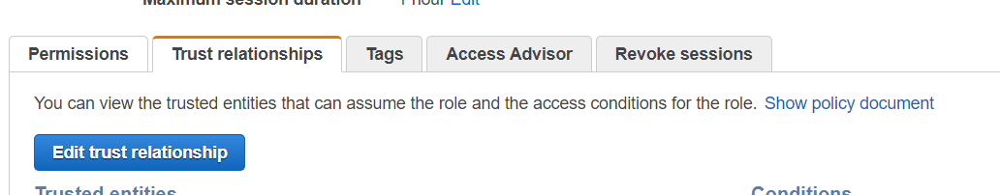 Maximum session duration 1 hour Edit
Permissions Trust relationships Tags Access Advisor Revoke sessions
You can view the trusted entities that can assume the role and the access conditions for the role. Show policy document
Edit trust relationship
Trusted entities Conditions